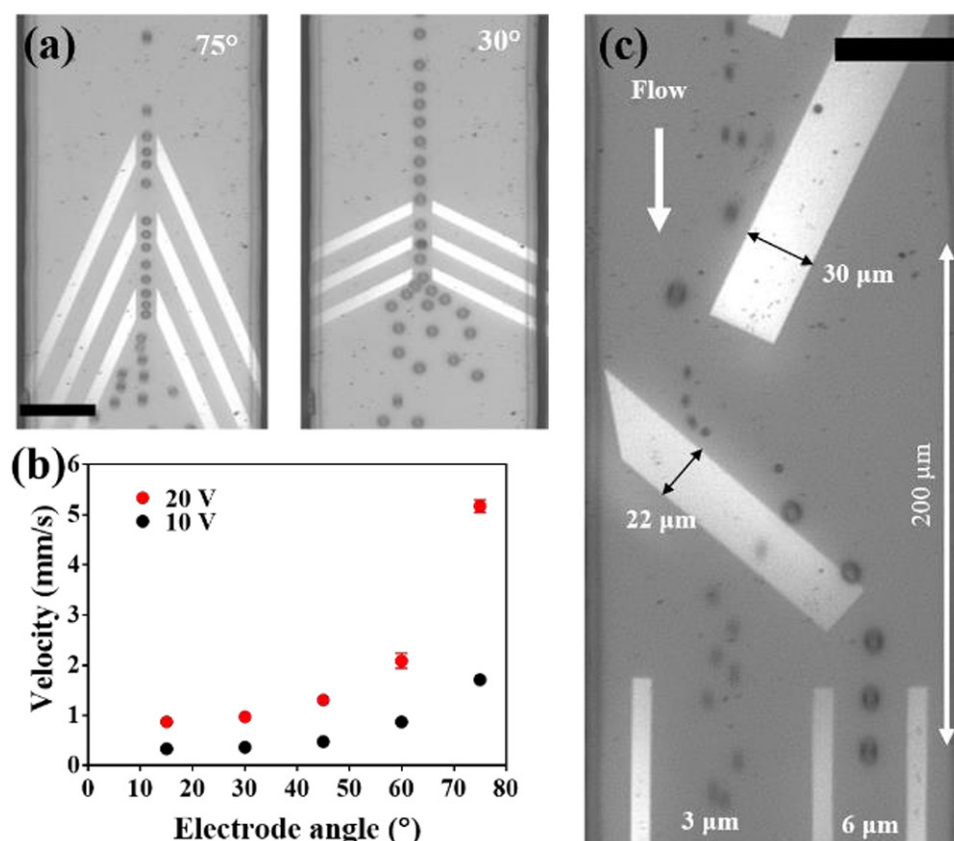 (a)
75°
30°
(b)
6
5
4
3
2
1
0
Velocity (mm/s)
20 V
10 V
0 10 20 30 40 50 60 70 80
Electrode angle (°)
(c)
Flow
30 µm
22 µm
200 µm
3 µm
6 µm